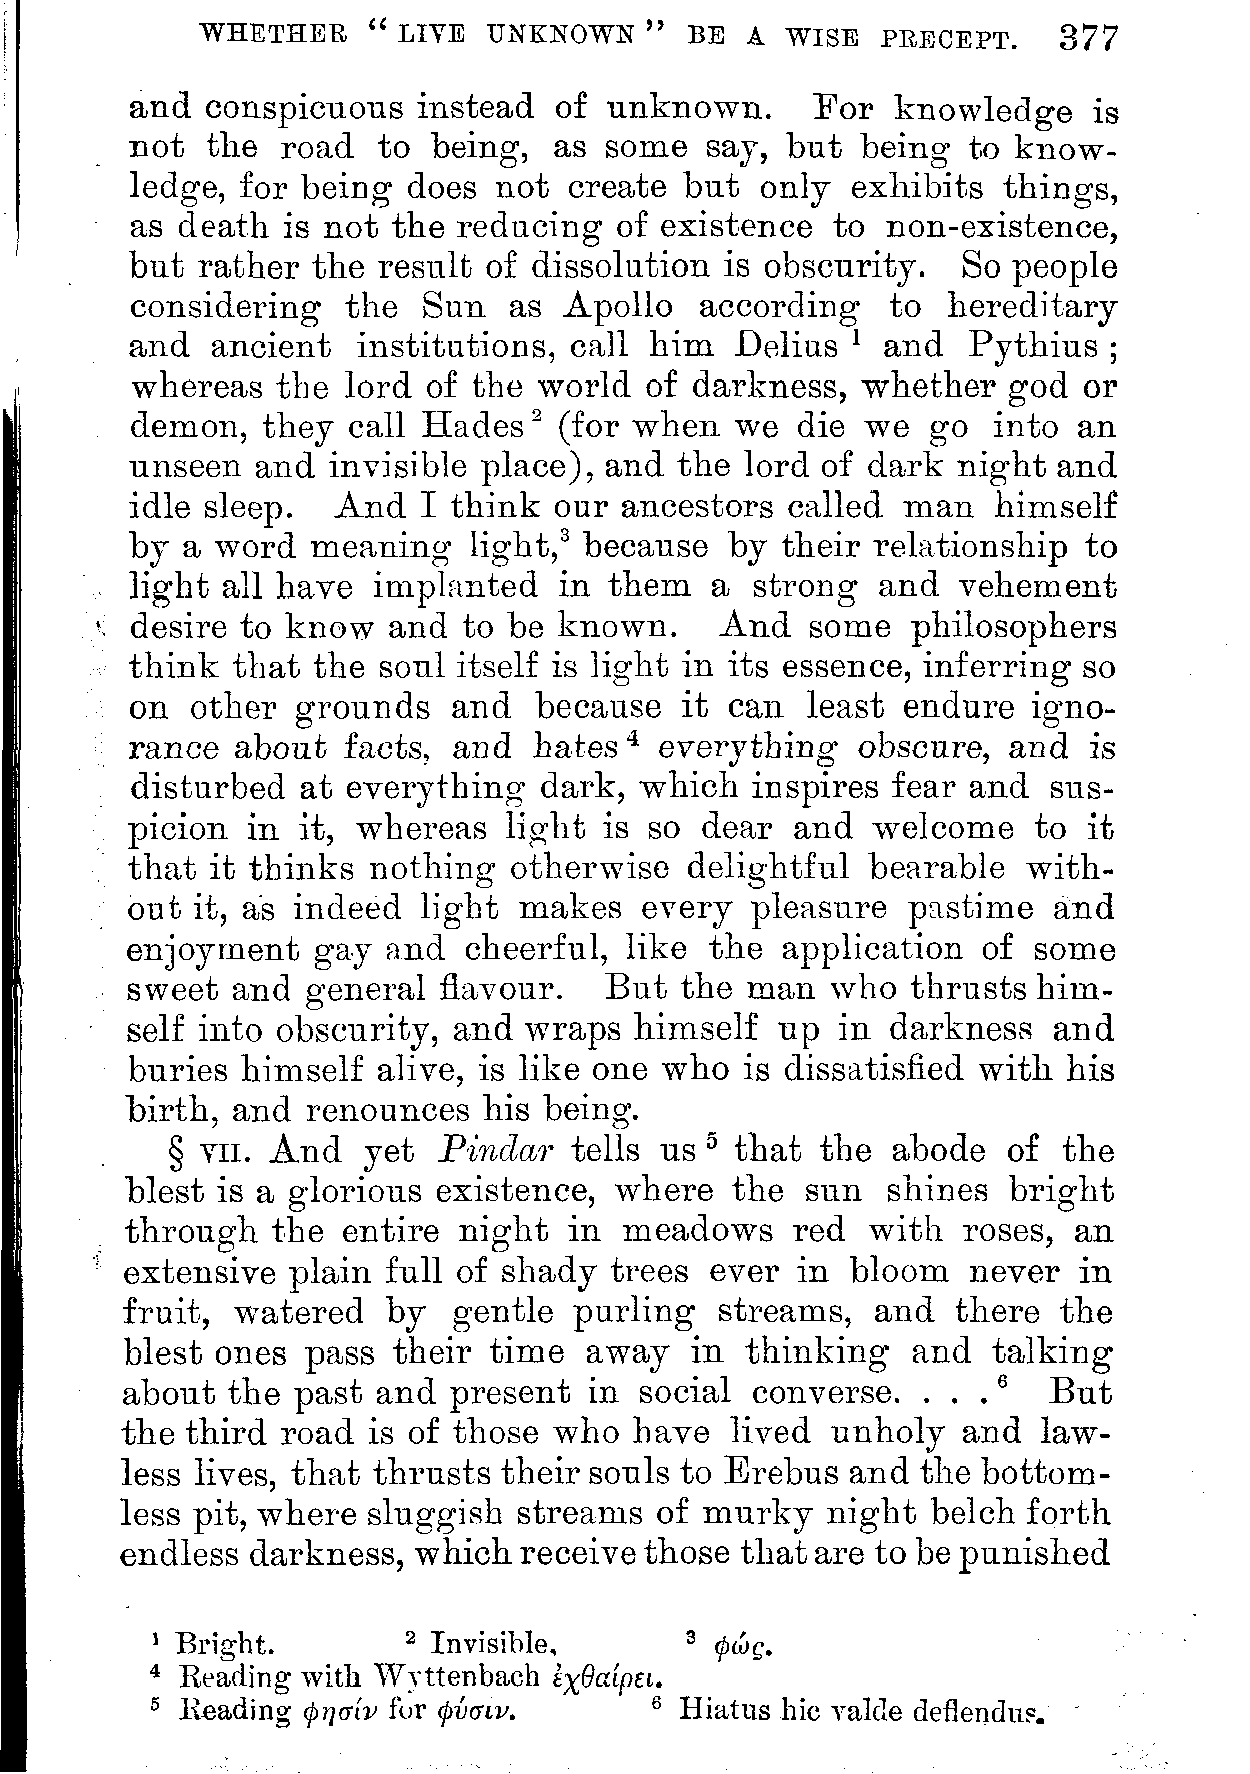 WHETHER “ LIVE UNKNOWN ” BE A WISE PRECEPT. 377
and conspicuous instead of unknown. For knowledge is
not the road to being, as some say, but being to know-
ledge, for being does not create but only exhibits things,
as death is not the reducing of existence to non-existence,
but rather the result of dissolution is obscurity. So people
considering the Sun as Apollo according to hereditary
and ancient institutions, call him Delius ¹ and Pythius ;
whereas the lord of the world of darkness, whether god or
demon, they call Hades ² (for when we die we go into an
unseen and invisible place), and the lord of dark night and
idle sleep. And I think our ancestors called man himself
by a word meaning light,³ because by their relationship to
light all have implanted in them a strong and vehement
desire to know and to be known. And some philosophers
think that the soul itself is light in its essence, inferring so
on other grounds and because it can least endure igno-
rance about facts, and hates ⁴ everything obscure, and is
disturbed at everything dark, which inspires fear and sus-
picion in it, whereas light is so dear and welcome to it
that it thinks nothing otherwise delightful bearable with-
out it, as indeed light makes every pleasure pastime and
enjoyment gay and cheerful, like the application of some
sweet and general flavour. But the man who thrusts him-
self into obscurity, and wraps himself up in darkness and
buries himself alive, is like one who is dissatisfied with his
birth, and renounces his being.
§ VII. And yet Pindar tells us ⁵ that the abode of the
blest is a glorious existence, where the sun shines bright
through the entire night in meadows red with roses, an
extensive plain full of shady trees ever in bloom never in
fruit, watered by gentle purling streams, and there the
blest ones pass their time away in thinking and talking
about the past and present in social converse. . . . ⁶ But
the third road is of those who have lived unholy and law-
less lives, that thrusts their souls to Erebus and the bottom-
less pit, where sluggish streams of murky night belch forth
endless darkness, which receive those that are to be punished
¹ Bright. ² Invisible. ³ φώς.
⁴ Reading with Wyttenbach ἐχθαίρει.
⁵ Reading φησίν for φύσιν. ⁶ Hiatus hic valde deflendus.